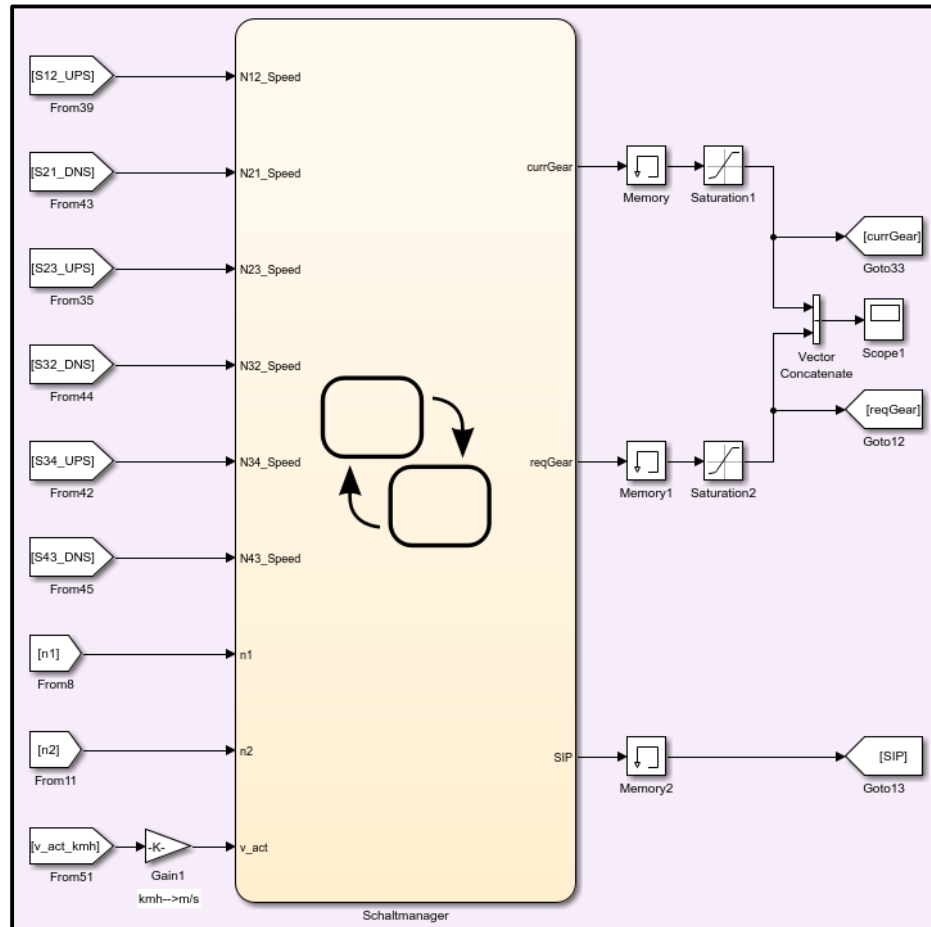 [S12_UPS]
From39
N12_Speed
[S21_DNS]
From43
N21_Speed
currGear
Memory
Saturation1
[S23_UPS]
From35
N23_Speed
[currGear]
Goto33
[S32_DNS]
From44
N32_Speed
Vector
Concatenate
Scope1
[reqGear]
Goto12
[S34_UPS]
From42
N34_Speed
reqGear
Memory1
Saturation2
[S43_DNS]
From45
N43_Speed
[n1]
From8
n1
[n2]
From11
n2
SIP
Memory2
[SIP]
Goto13
[v_act_kmh]
From51
-K-
Gain1
kmh-->m/s
v_act
Schaltmanager